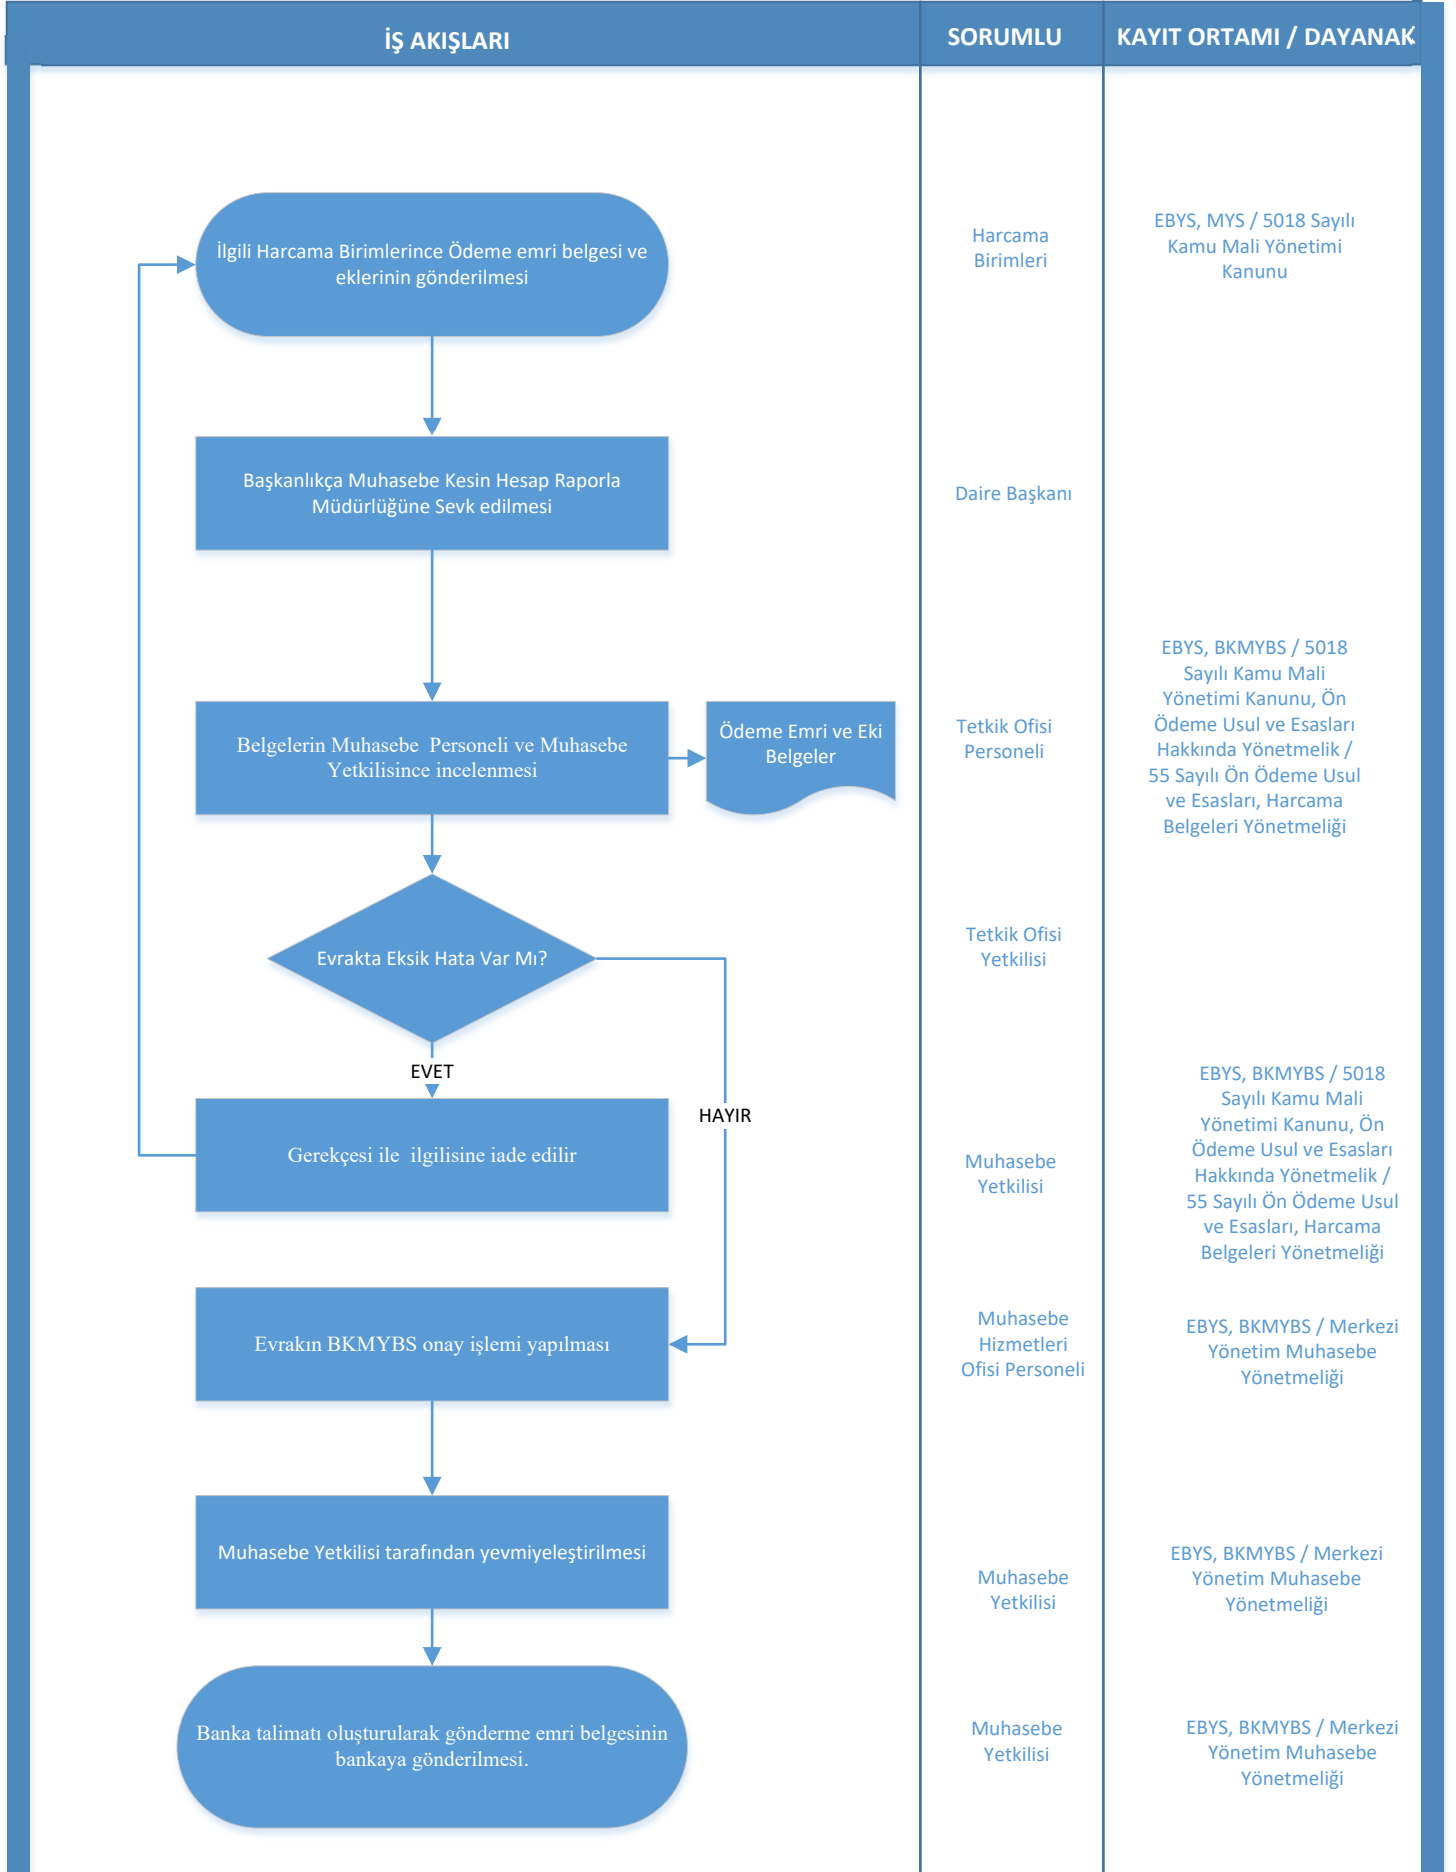 İŞ AKIŞLARI
SORUMLU
KAYIT ORTAMI / DAYANAK
İlgili Harcama Birimlerince Ödeme emri belgesi ve
eklerinin gönderilmesi
Harcama
Birimleri
EBYS, MYS / 5018 Sayılı
Kamu Mali Yönetimi
Kanunu
Başkanlıkça Muhasebe Kesin Hesap Raporla
Müdürlüğüne Sevk edilmesi
Daire Başkanı
Belgelerin Muhasebe  Personeli ve Muhasebe
Yetkilisince incelenmesi
Ödeme Emri ve Eki
Belgeler
Tetkik Ofisi
Personeli
EBYS, BKMYBS / 5018
Sayılı Kamu Mali
Yönetimi Kanunu, Ön
Ödeme Usul ve Esasları
Hakkında Yönetmelik /
55 Sayılı Ön Ödeme Usul
ve Esasları, Harcama
Belgeleri Yönetmeliği
Evrakta Eksik Hata Var Mı?
Tetkik Ofisi
Yetkilisi
EVET
HAYIR
Gerekçesi ile  ilgilisine iade edilir
Muhasebe
Yetkilisi
EBYS, BKMYBS / 5018
Sayılı Kamu Mali
Yönetimi Kanunu, Ön
Ödeme Usul ve Esasları
Hakkında Yönetmelik /
55 Sayılı Ön Ödeme Usul
ve Esasları, Harcama
Belgeleri Yönetmeliği
Evrakın BKMYBS onay işlemi yapılması
Muhasebe
Hizmetleri
Ofisi Personeli
EBYS, BKMYBS / Merkezi
Yönetim Muhasebe
Yönetmeliği
Muhasebe Yetkilisi tarafından yevmiyeleştirilmesi
Muhasebe
Yetkilisi
EBYS, BKMYBS / Merkezi
Yönetim Muhasebe
Yönetmeliği
Banka talimatı oluşturularak gönderme emri belgesinin
bankaya gönderilmesi.
Muhasebe
Yetkilisi
EBYS, BKMYBS / Merkezi
Yönetim Muhasebe
Yönetmeliği